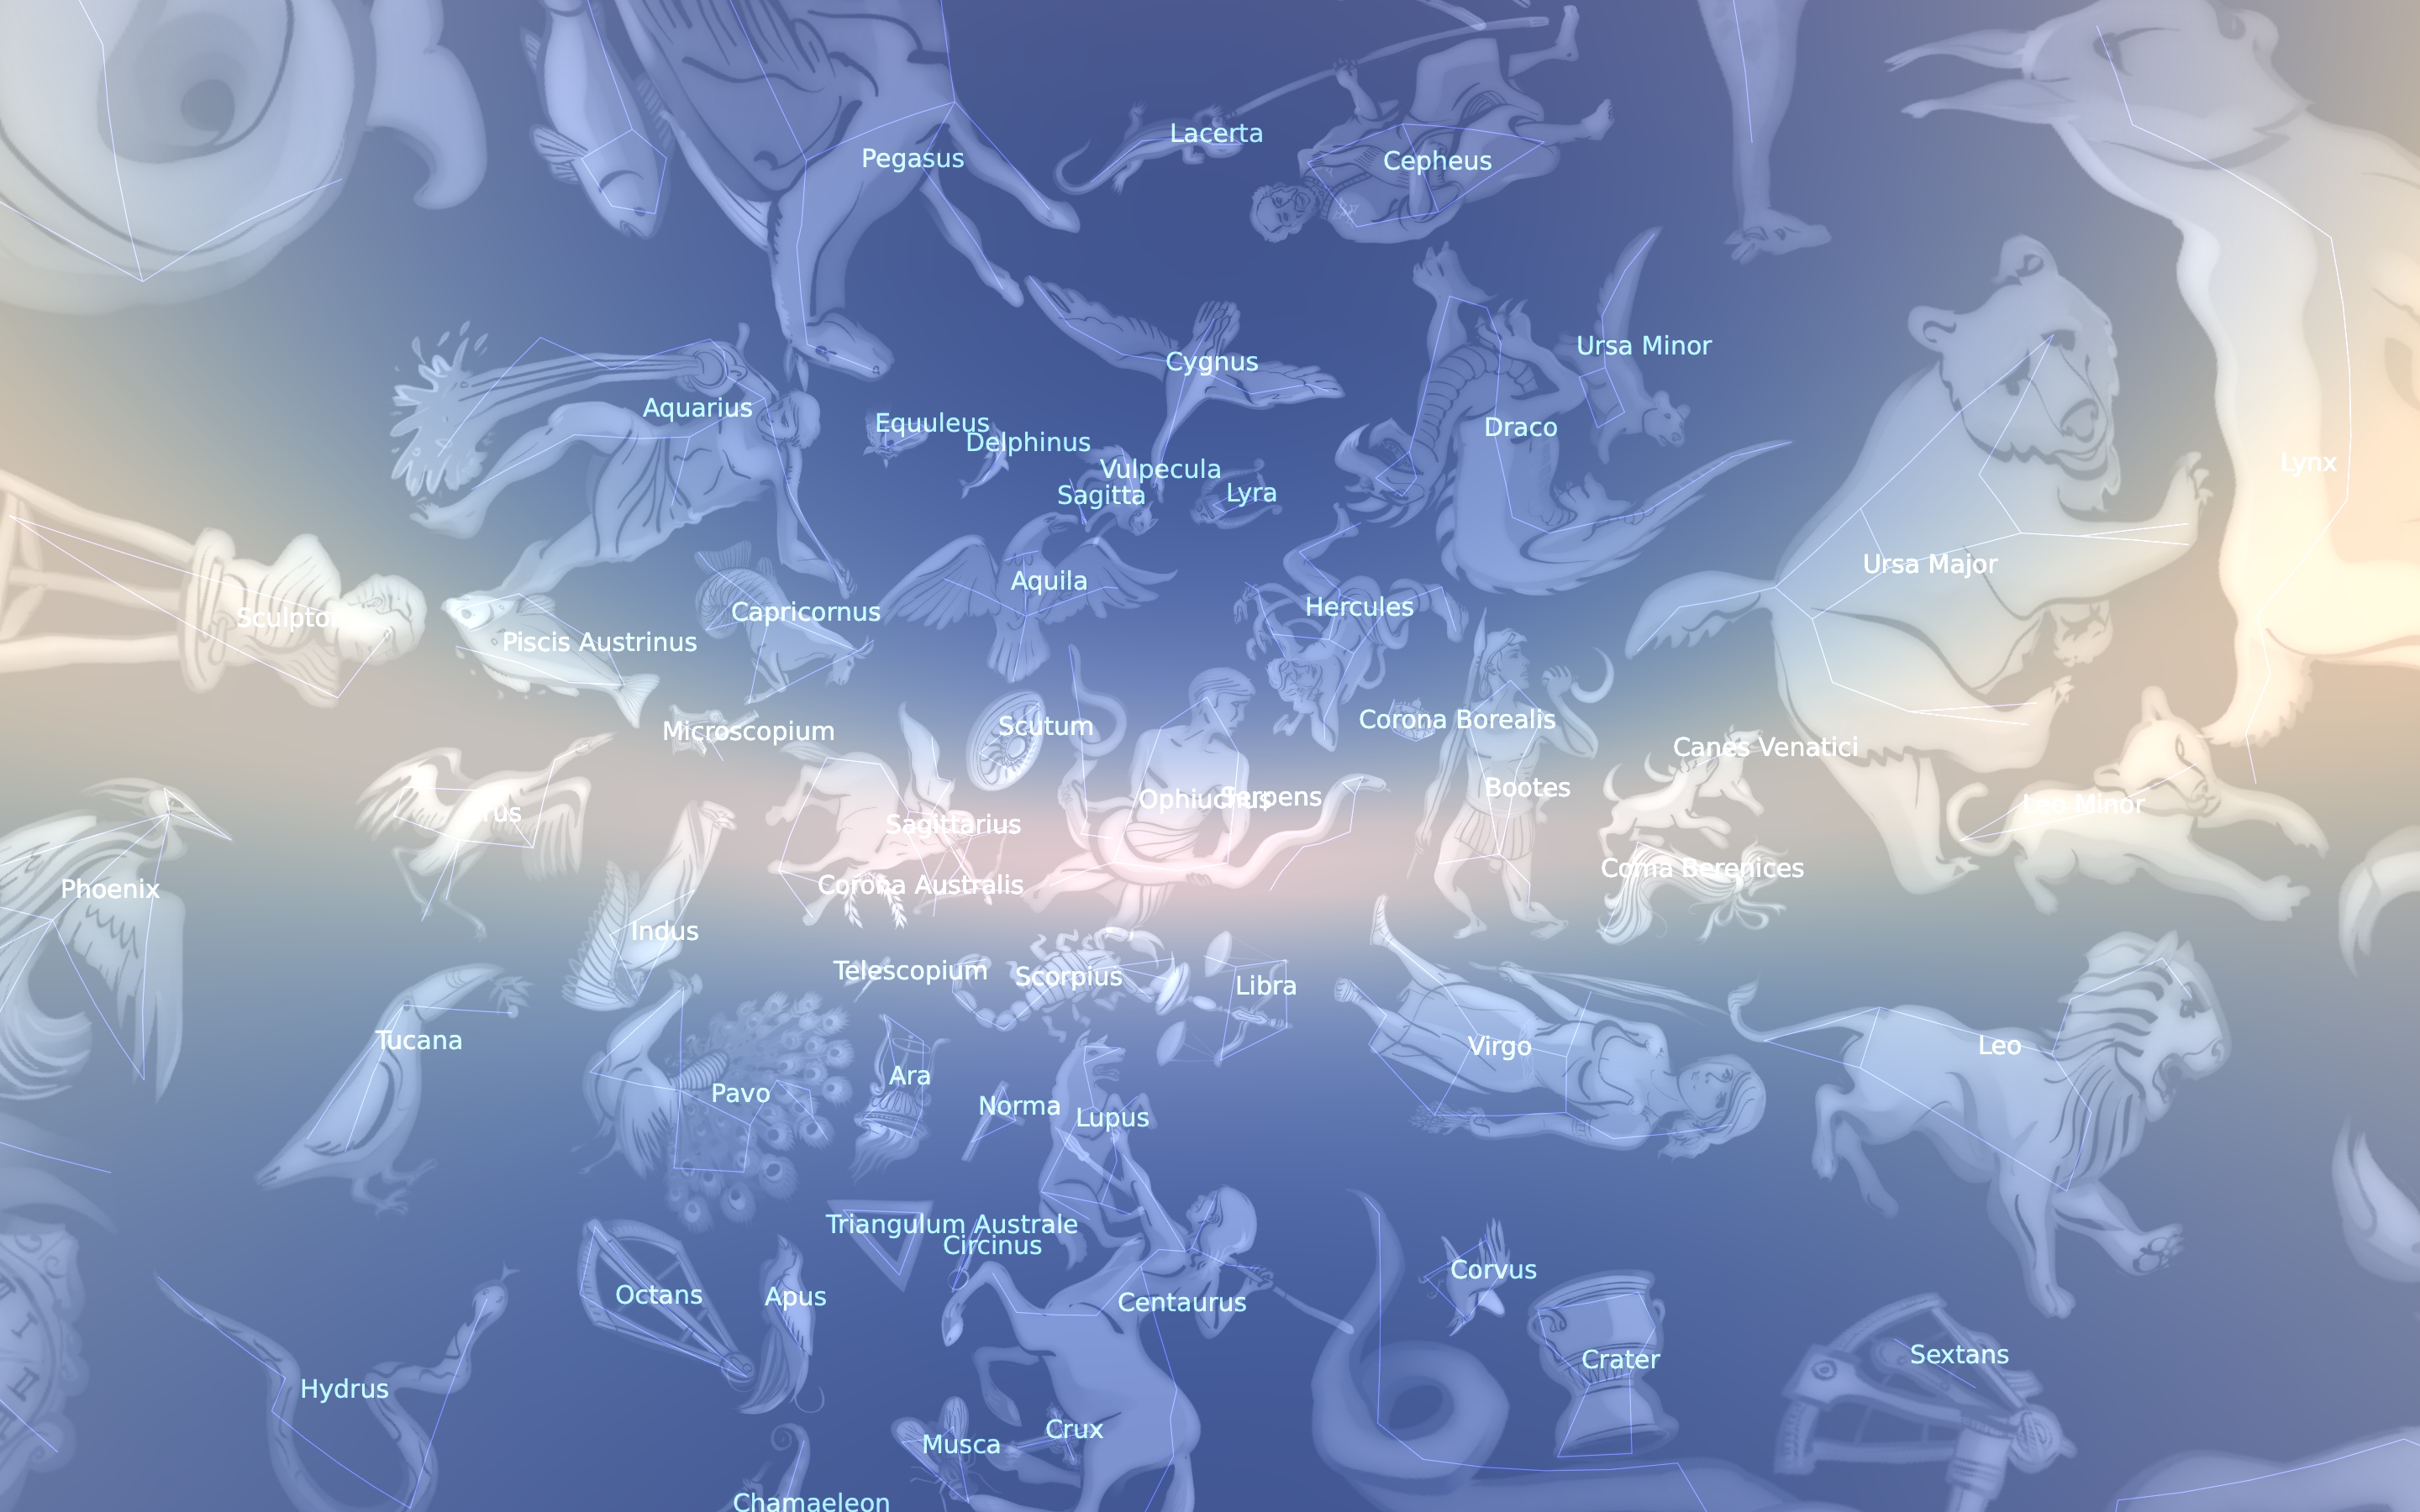 Lacerta
Pegasus
Cepheus
Ursa Minor
Cygnus
Aquarius
Equuleus
Draco
Delphinus
Lynx
Vulpecula
Sagitta
Lyra
Ursa Major
Aquila
Hercules
Capricornus
Sculptor
Piscis Austrinus
Corona Borealis
Scutum
Microscopium
Canes Venatici
Bootes
Serpens
Ophiuchus
Leo Minor
Sagittarius
Coma Berenices
Corona Australis
Phoenix
Indus
Telescopium
Scorpius
Libra
Tucana
Leo
Virgo
Ara
Pavo
Norma
Lupus
Triangulum Australe
Circinus
Corvus
Octans
Apus
Centaurus
Sextans
Crater
Hydrus
Crux
Musca
Chamaeleon